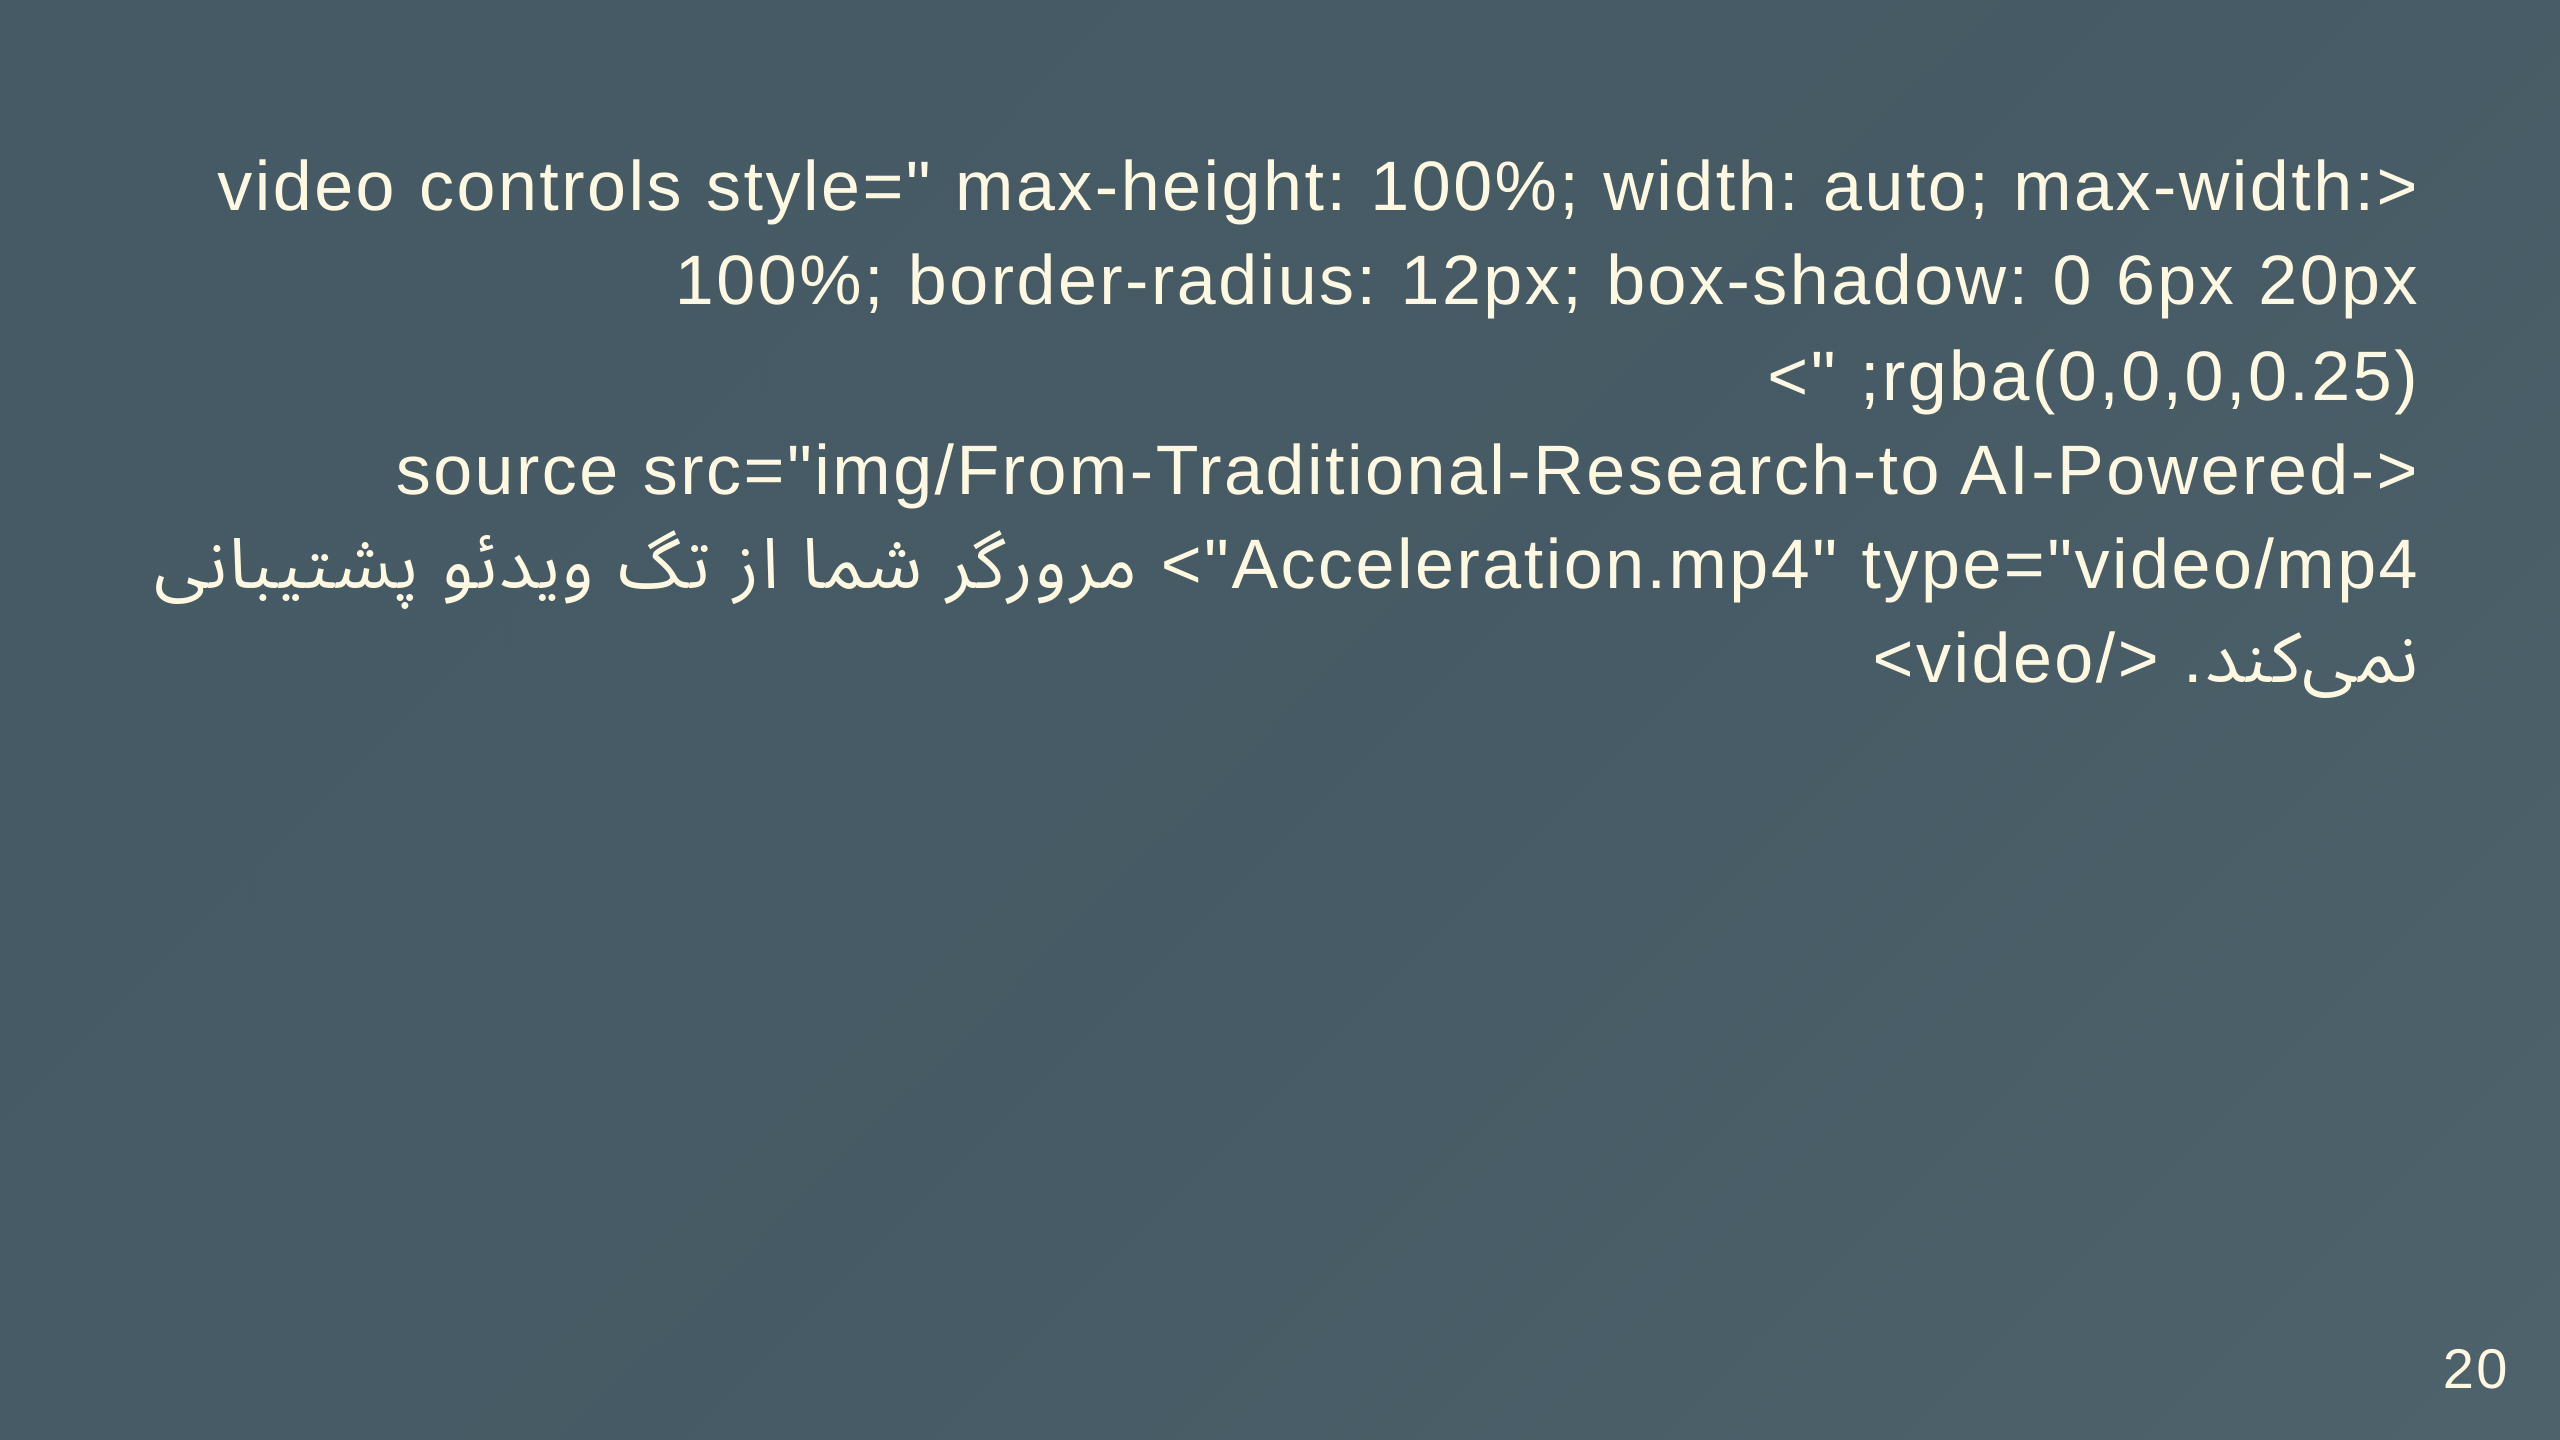 <video controls style=" max-height: 100%; width: auto; max-width:
100%; border-radius: 12px; box-shadow: 0 6px 20px
rgba(0,0,0,0.25); ">
<source src="img/From-Traditional-Research-to AI-Powered-
Acceleration.mp4" type="video/mp4"> مرورگر شما از تگ ویدئو پشتیبانی
نمی‌کند. </video>
20